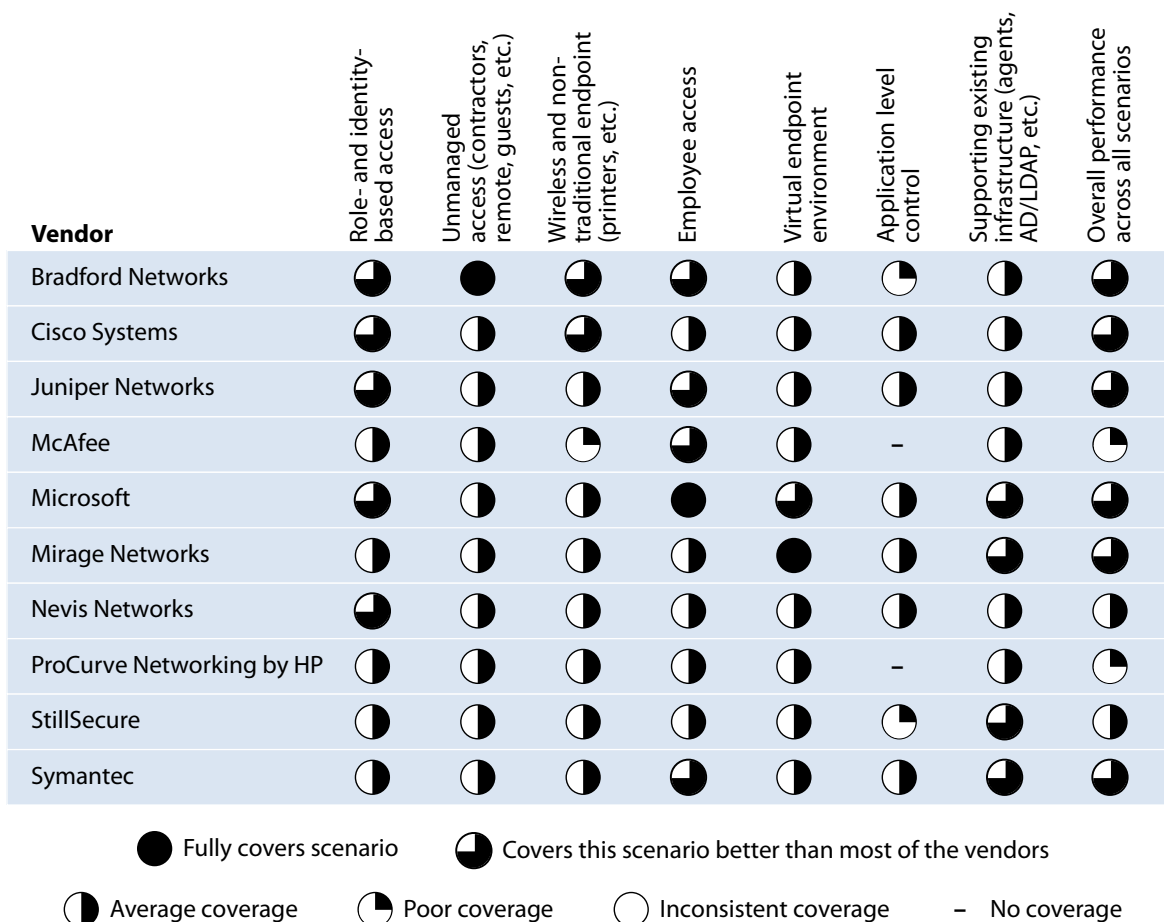 Role- and identity-
based access
Unmanaged
access (contractors,
remote, guests, etc.)
Wireless and non-
traditional endpoint
(printers, etc.)
Employee access
Virtual endpoint
environment
Application level
control
Supporting existing
infrastructure (agents,
AD/LDAP, etc.)
Overall performance
across all scenarios
Vendor
Bradford Networks
Cisco Systems
Juniper Networks
McAfee
–
Microsoft
Mirage Networks
Nevis Networks
ProCurve Networking by HP
–
StillSecure
Symantec
Fully covers scenario
Covers this scenario better than most of the vendors
Average coverage
Poor coverage
Inconsistent coverage
– No coverage